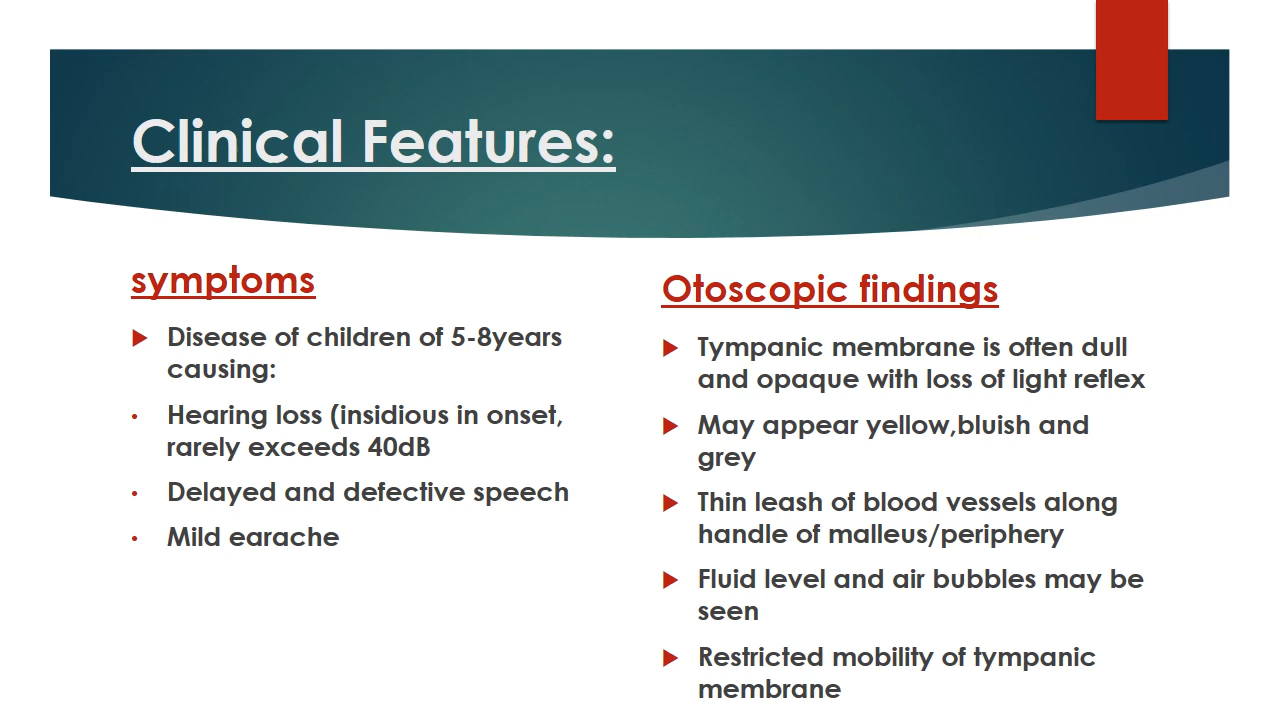 Clinical Features:
symptoms
Disease of children of 5-8years
causing:
Hearing loss (insidious in onset,
rarely exceeds 40dB
Delayed and defective speech
Mild earache
Otoscopic findings
Tympanic membrane is often dull
and opaque with loss of light reflex
May appear yellow,bluish and
grey
Thin leash of blood vessels along
handle of malleus/periphery
Fluid level and air bubbles may be
seen
Restricted mobility of tympanic
membrane